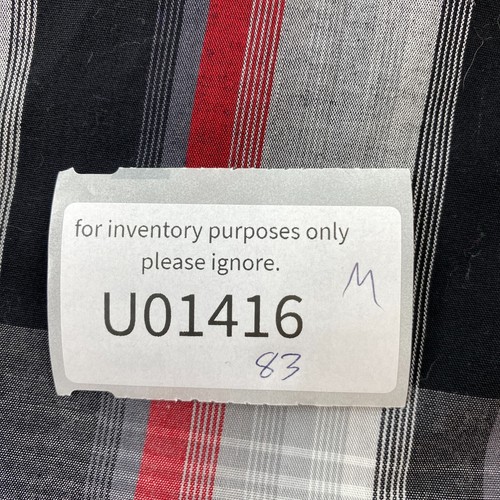 for inventory purposes only
please ignore.
M
U01416
83